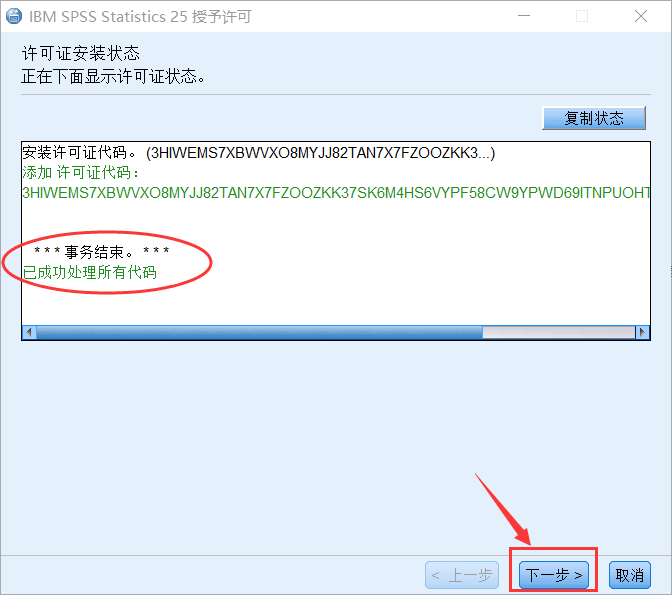 IBM SPSS Statistics 25 授予许可
许可证安装状态
正在下面显示许可证状态。
复制状态
安装许可证代码。 (3HIWEMS7XBWVXO8MYJJ82TAN7X7FZOOZKK3...)
添加 许可证代码：
3HIWEMS7XBWVXO8MYJJ82TAN7X7FZOOZKK37SK6M4HS6VYPF58CW9YPWD69ITNPUOHT
* * * 事务结束。 * * *
已成功处理所有代码
< 上一步
下一步 >
取消